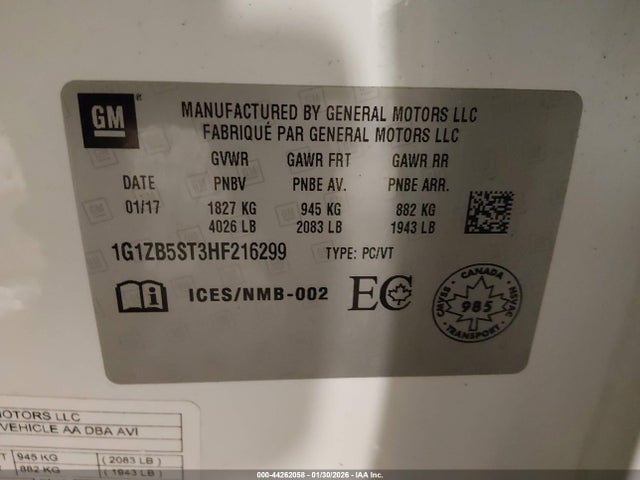 GM
MANUFACTURED BY GENERAL MOTORS LLC
FABRIQUÉ PAR GENERAL MOTORS LLC
GVWR GAWR FRT GAWR RR
DATE PNBV PNBE AV. PNBE ARR.
01/17 1827 KG 945 KG 882 KG
4026 LB 2083 LB 1943 LB
1G1ZB5ST3HF216299 TYPE: PC/VT
ICES/NMB-002 EC
CANADA
CMVSS NSVAC
985
TRANSPORT
MOTORS LLC
VEHICLE AA DBA AVI
T 945 KG ( 2083 LB )
882 KG ( 1943 LB )
000-44262058 - 01/30/2026 - IAA Inc.